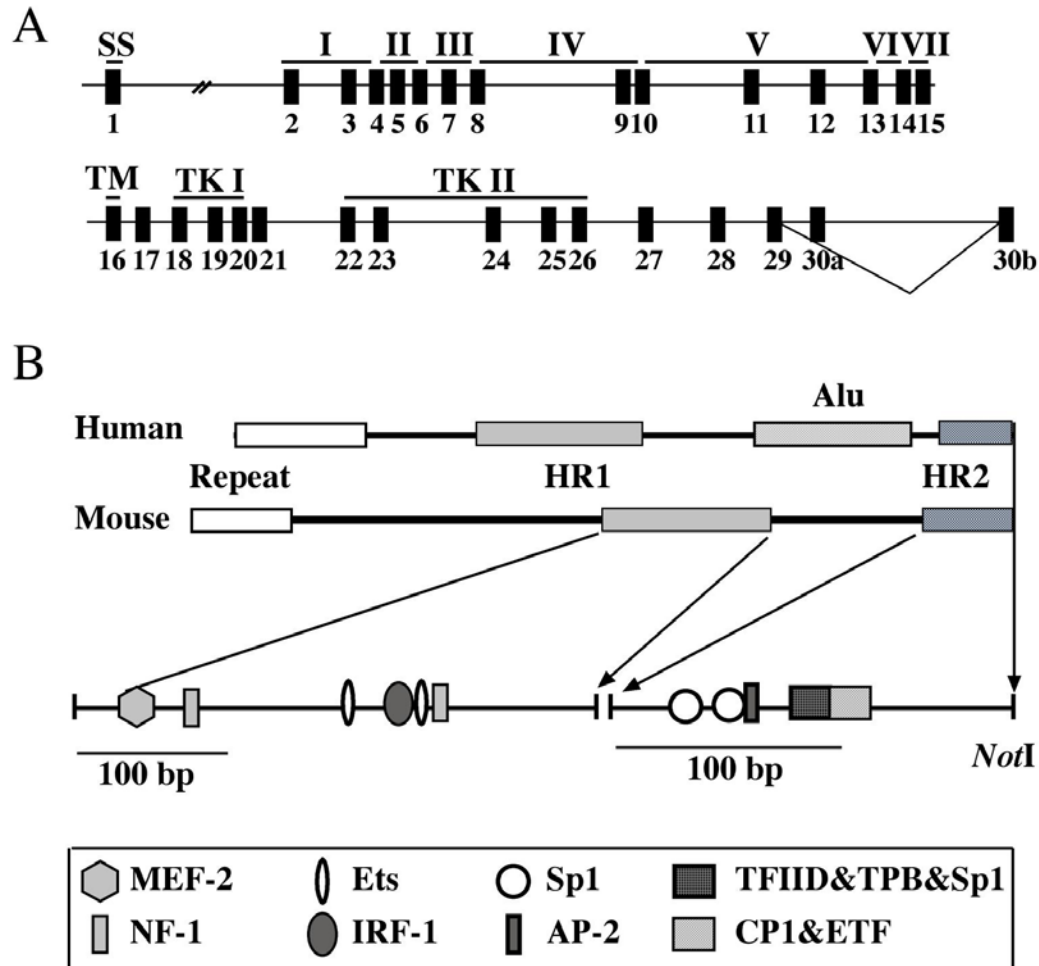 A
SS I II III IV V VI VII
1 2 3 4 5 6 7 8 9 10 11 12 13 14 15
TM TK I TK II
16 17 18 19 20 21 22 23 24 25 26 27 28 29 30a 30b
B
Alu
Human
Repeat HR1 HR2
Mouse
100 bp 100 bp NotI
MEF-2 Ets Sp1 TFIID&TPB&Sp1
NF-1 IRF-1 AP-2 CP1&ETF